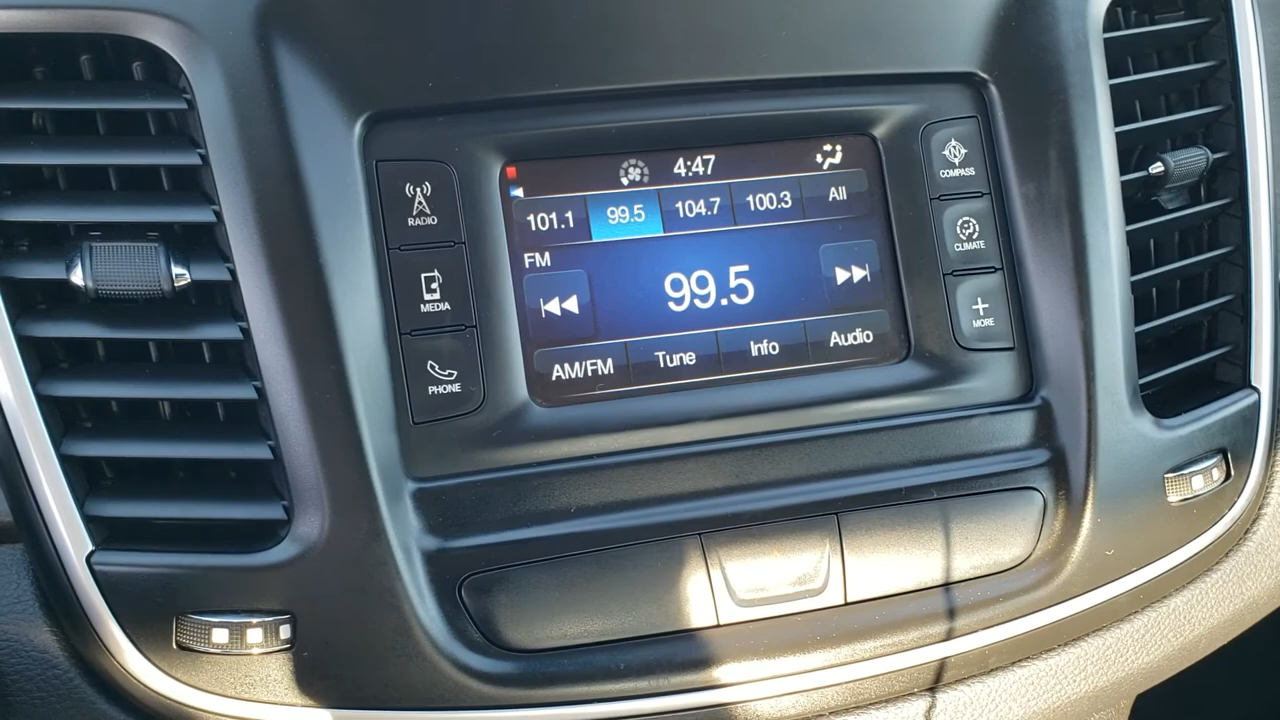 4:47
101.1 99.5 104.7 100.3 All
FM
99.5
AM/FM Tune Info Audio
RADIO
MEDIA
PHONE
N
COMPASS
CLIMATE
MORE